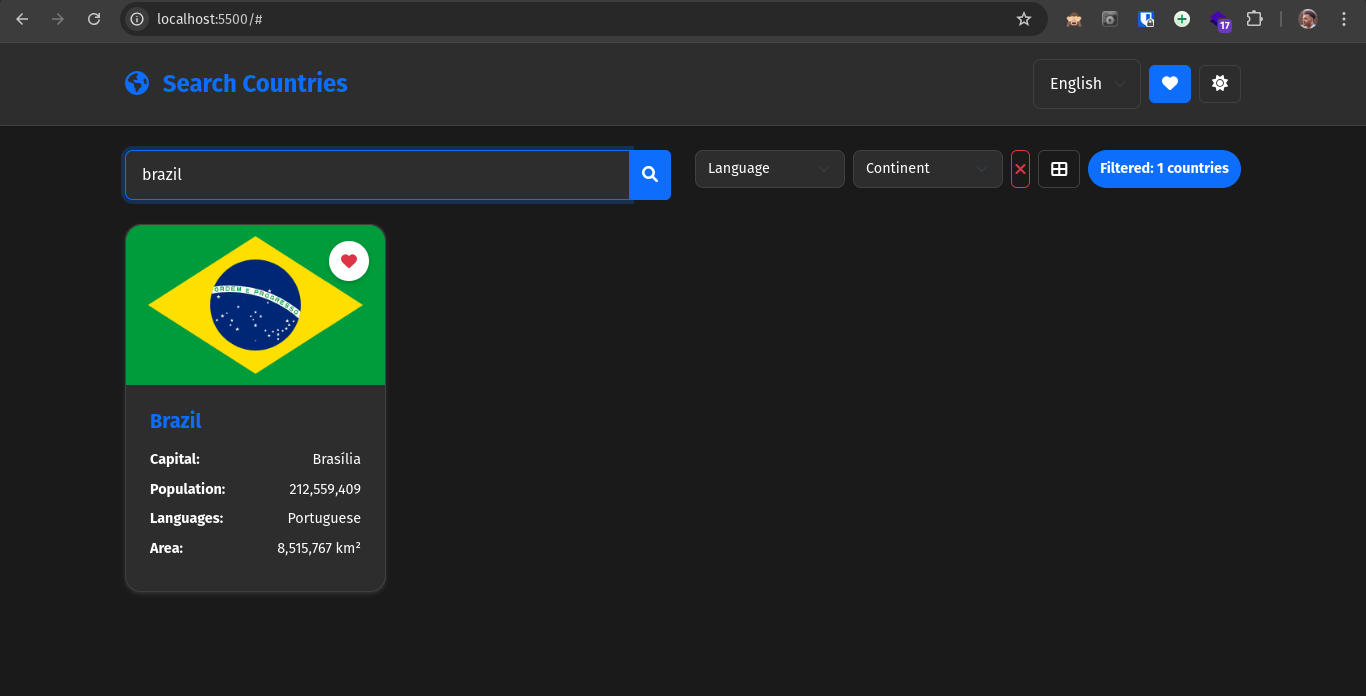 localhost:5500/#
17
Search Countries
English
brazil
Language
Continent
Filtered: 1 countries
ORDEM E PROGRESSO
Brazil
Capital: Brasília
Population: 212,559,409
Languages: Portuguese
Area: 8,515,767 km²